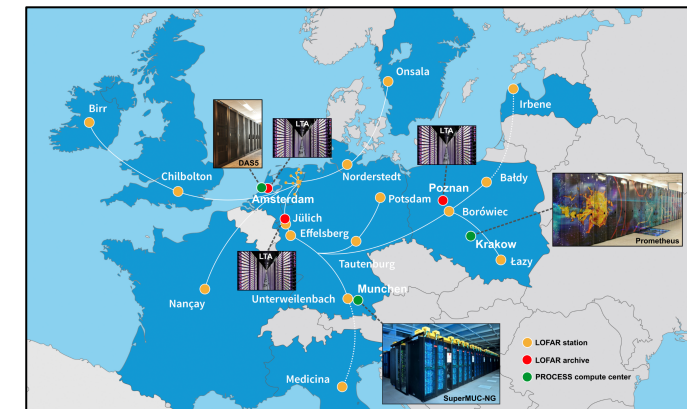 Onsala
Birr
Irbene
LTA
LTA
DAS5
Norderstedt
Bałdy
Chilbolton
Amsterdam
Potsdam
Poznan
Borówiec
Jülich
Effelsberg
Krakow
Prometheus
Tautenburg
Łazy
LTA
Nançay
Unterweilenbach
Munchen
LOFAR station
LOFAR archive
PROCESS compute center
Medicina
SuperMUC-NG